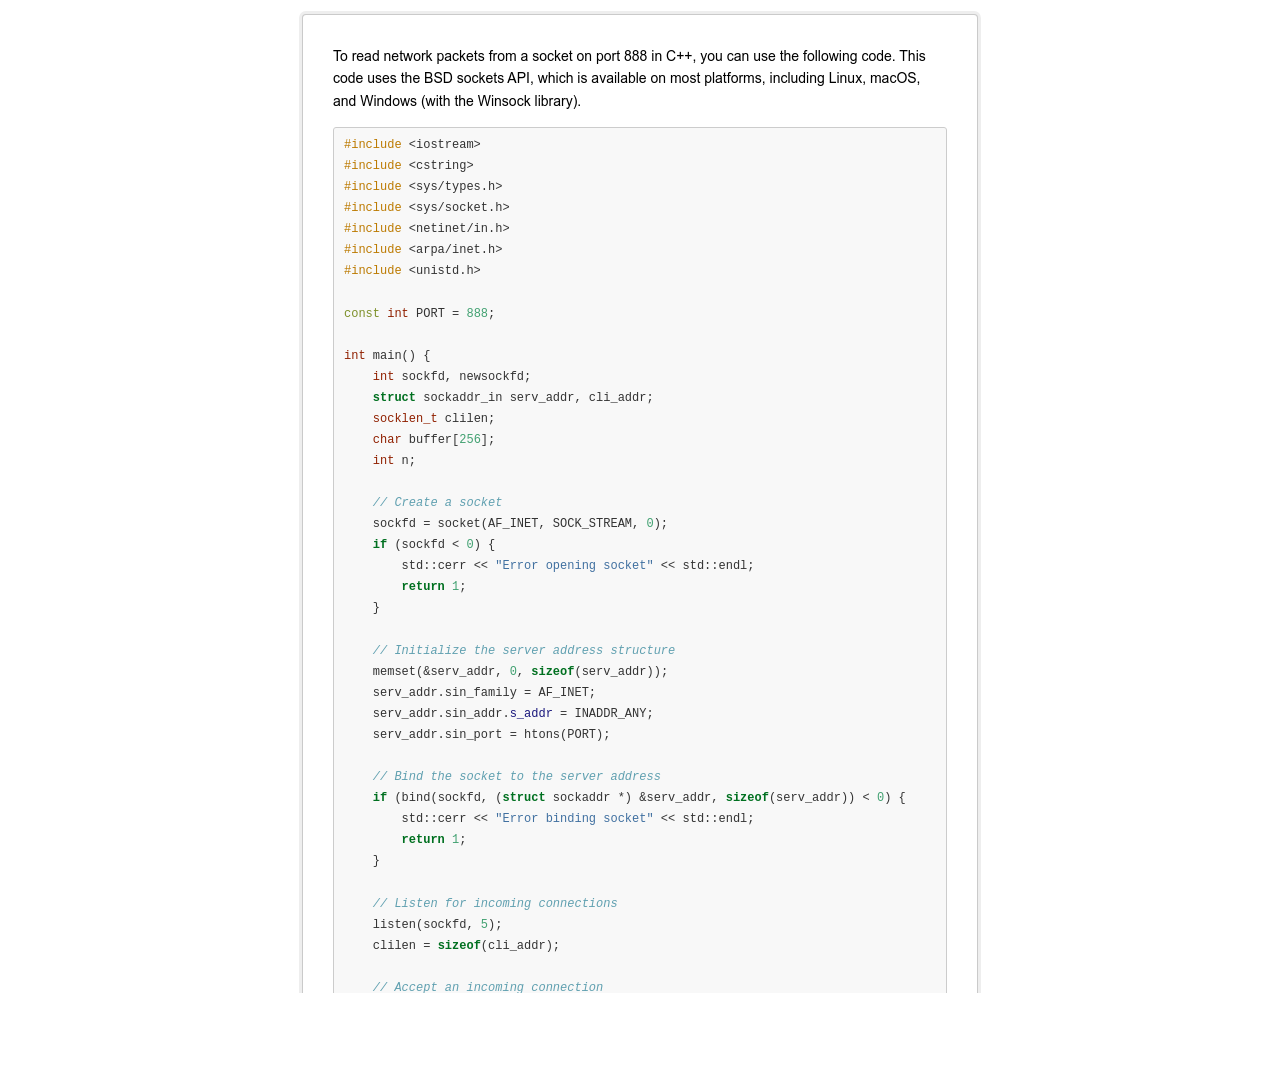 To read network packets from a socket on port 888 in C++, you can use the following code. This
code uses the BSD sockets API, which is available on most platforms, including Linux, macOS,
and Windows (with the Winsock library).
#include <iostream>
#include <cstring>
#include <sys/types.h>
#include <sys/socket.h>
#include <netinet/in.h>
#include <arpa/inet.h>
#include <unistd.h>

const int PORT = 888;

int main() {
    int sockfd, newsockfd;
    struct sockaddr_in serv_addr, cli_addr;
    socklen_t clilen;
    char buffer[256];
    int n;

    // Create a socket
    sockfd = socket(AF_INET, SOCK_STREAM, 0);
    if (sockfd < 0) {
        std::cerr << "Error opening socket" << std::endl;
        return 1;
    }

    // Initialize the server address structure
    memset(&serv_addr, 0, sizeof(serv_addr));
    serv_addr.sin_family = AF_INET;
    serv_addr.sin_addr.s_addr = INADDR_ANY;
    serv_addr.sin_port = htons(PORT);

    // Bind the socket to the server address
    if (bind(sockfd, (struct sockaddr *) &serv_addr, sizeof(serv_addr)) < 0) {
        std::cerr << "Error binding socket" << std::endl;
        return 1;
    }

    // Listen for incoming connections
    listen(sockfd, 5);
    clilen = sizeof(cli_addr);

    // Accept an incoming connection